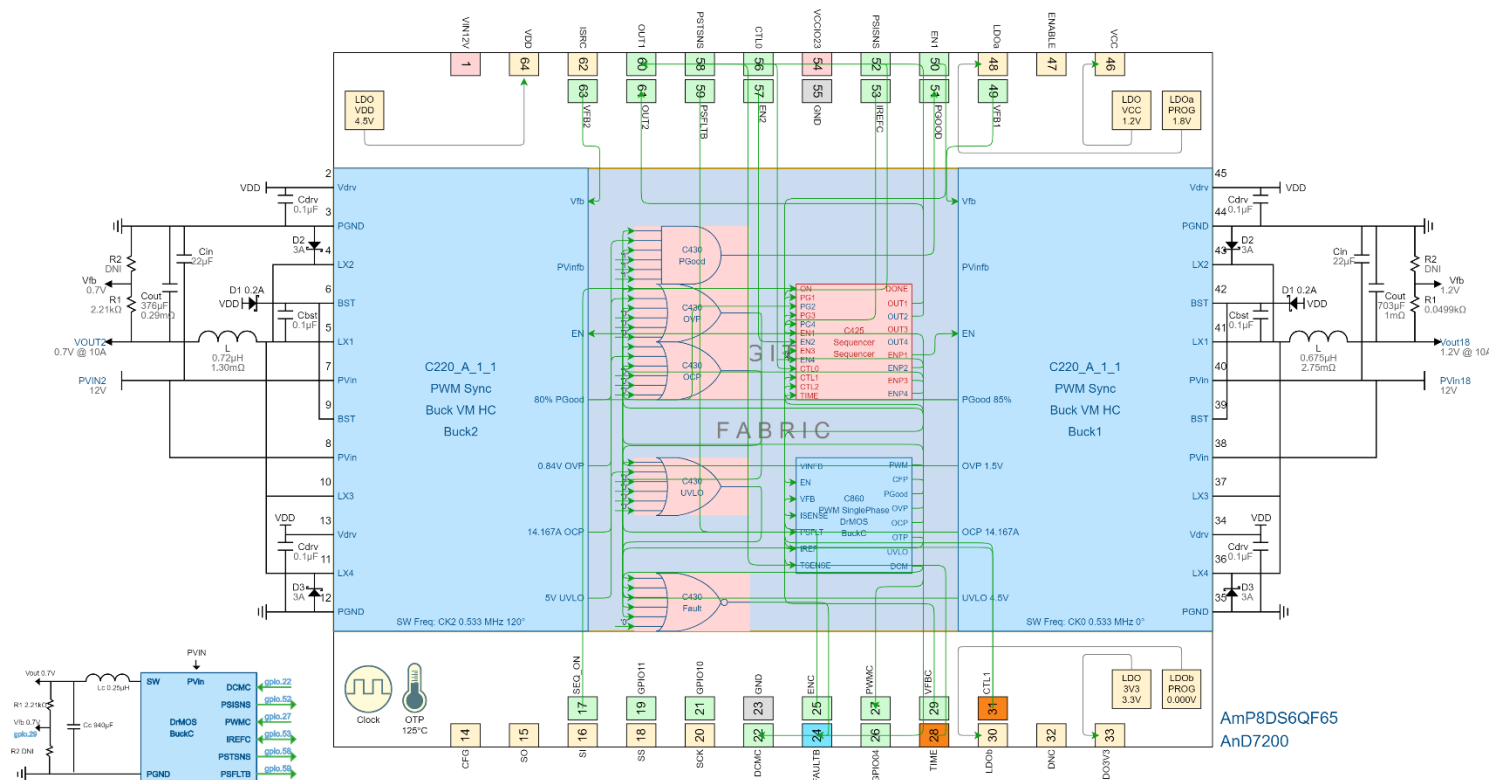 VIN12V
VDD
ISRC
OUT1
PSTSNS
CTL0
VCCIO23
PSISNS
EN1
LDOa
ENABLE
VCC
1
64
62
60
58
56
54
52
50
48
47
46
63
61
59
57
55
53
51
49
VFB2
OUT2
PSFLTB
EN2
GND
IREFC
PGOOD
VFB1
LDO
VDD
4.5V
LDO
VCC
1.2V
LDOa
PROG
1.8V
2
Vdrv
3
PGND
4
LX2
6
BST
5
LX1
7
PVin
9
BST
8
PVin
10
LX3
13
Vdrv
11
LX4
12
PGND
VDD
Cdrv
0.1µF
D2
3A
Cin
22µF
R2
DNI
Vfb
0.7V
R1
2.21kΩ
Cout
376µF
0.29mΩ
D1 0.2A
VDD
Cbst
0.1µF
VOUT2
0.7V @ 10A
L
0.72µH
1.30mΩ
PVIN2
12V
VDD
Cdrv
0.1µF
D3
3A
Vfb
PVinfb
EN
C220_A_1_1
PWM Sync
Buck VM HC
Buck2
80% PGood
0.84V OVP
14.167A OCP
5V UVLO
SW Freq: CK2 0.533 MHz 120°
C430
PGood
C430
OVP
C430
OCP
C430
UVLO
C430
Fault
ON
PG1
PG2
PG3
PG4
EN1
EN2
EN3
EN4
CTL0
CTL1
CTL2
TIME
C425
Sequencer
Sequencer
DONE
OUT1
OUT2
OUT3
OUT4
ENP1
ENP2
ENP3
ENP4
FABRIC
VINFB
EN
VFB
ISENSE
PSFLT
IREF
TSENSE
C860
PWM SinglePhase
DrMOS
BuckC
PWM
CFP
PGood
OVP
OCP
OTP
UVLO
DCM
Vfb
PVinfb
EN
C220_A_1_1
PWM Sync
Buck VM HC
Buck1
PGood 85%
OVP 1.5V
OCP 14.167A
UVLO 4.5V
SW Freq: CK0 0.533 MHz 0°
45
Vdrv
44
PGND
43
LX2
42
BST
41
LX1
40
PVin
39
BST
38
PVin
37
LX3
34
Vdrv
36
LX4
35
PGND
Cdrv
0.1µF
VDD
D2
3A
Cin
22µF
R2
DNI
Vfb
1.2V
Cout
703µF
1mΩ
R1
0.0499kΩ
D1 0.2A
VDD
Cbst
0.1µF
L
0.675µH
2.75mΩ
Vout18
1.2V @ 10A
PVin18
12V
VDD
Cdrv
0.1µF
D3
3A
Clock
OTP
125°C
SEQ_ON
GPIO11
GPIO10
GND
ENC
PWMC
VFBC
CTL1
17
19
21
23
25
27
29
31
14
15
16
18
20
22
24
26
28
30
32
33
CFG
SO
SI
SS
SCK
DCMC
FAULTB
GPIO04
TIME
LDOb
DNC
LDO
3V3
3.3V
LDOb
PROG
0.000V
AmP8DS6QF65
AnD7200
PVIN
Vout 0.7V
Lc 0.25µH
R1 2.21kΩ
Vfb 0.7V
gpio.29
R2 DNI
Cc 940µF
SW
PVin
DrMOS
BuckC
PGND
DCMC
PSISNS
PWMC
IREFC
PSTSNS
PSFLTB
gpio.22
gpio.52
gpio.27
gpio.53
gpio.58
gpio.59